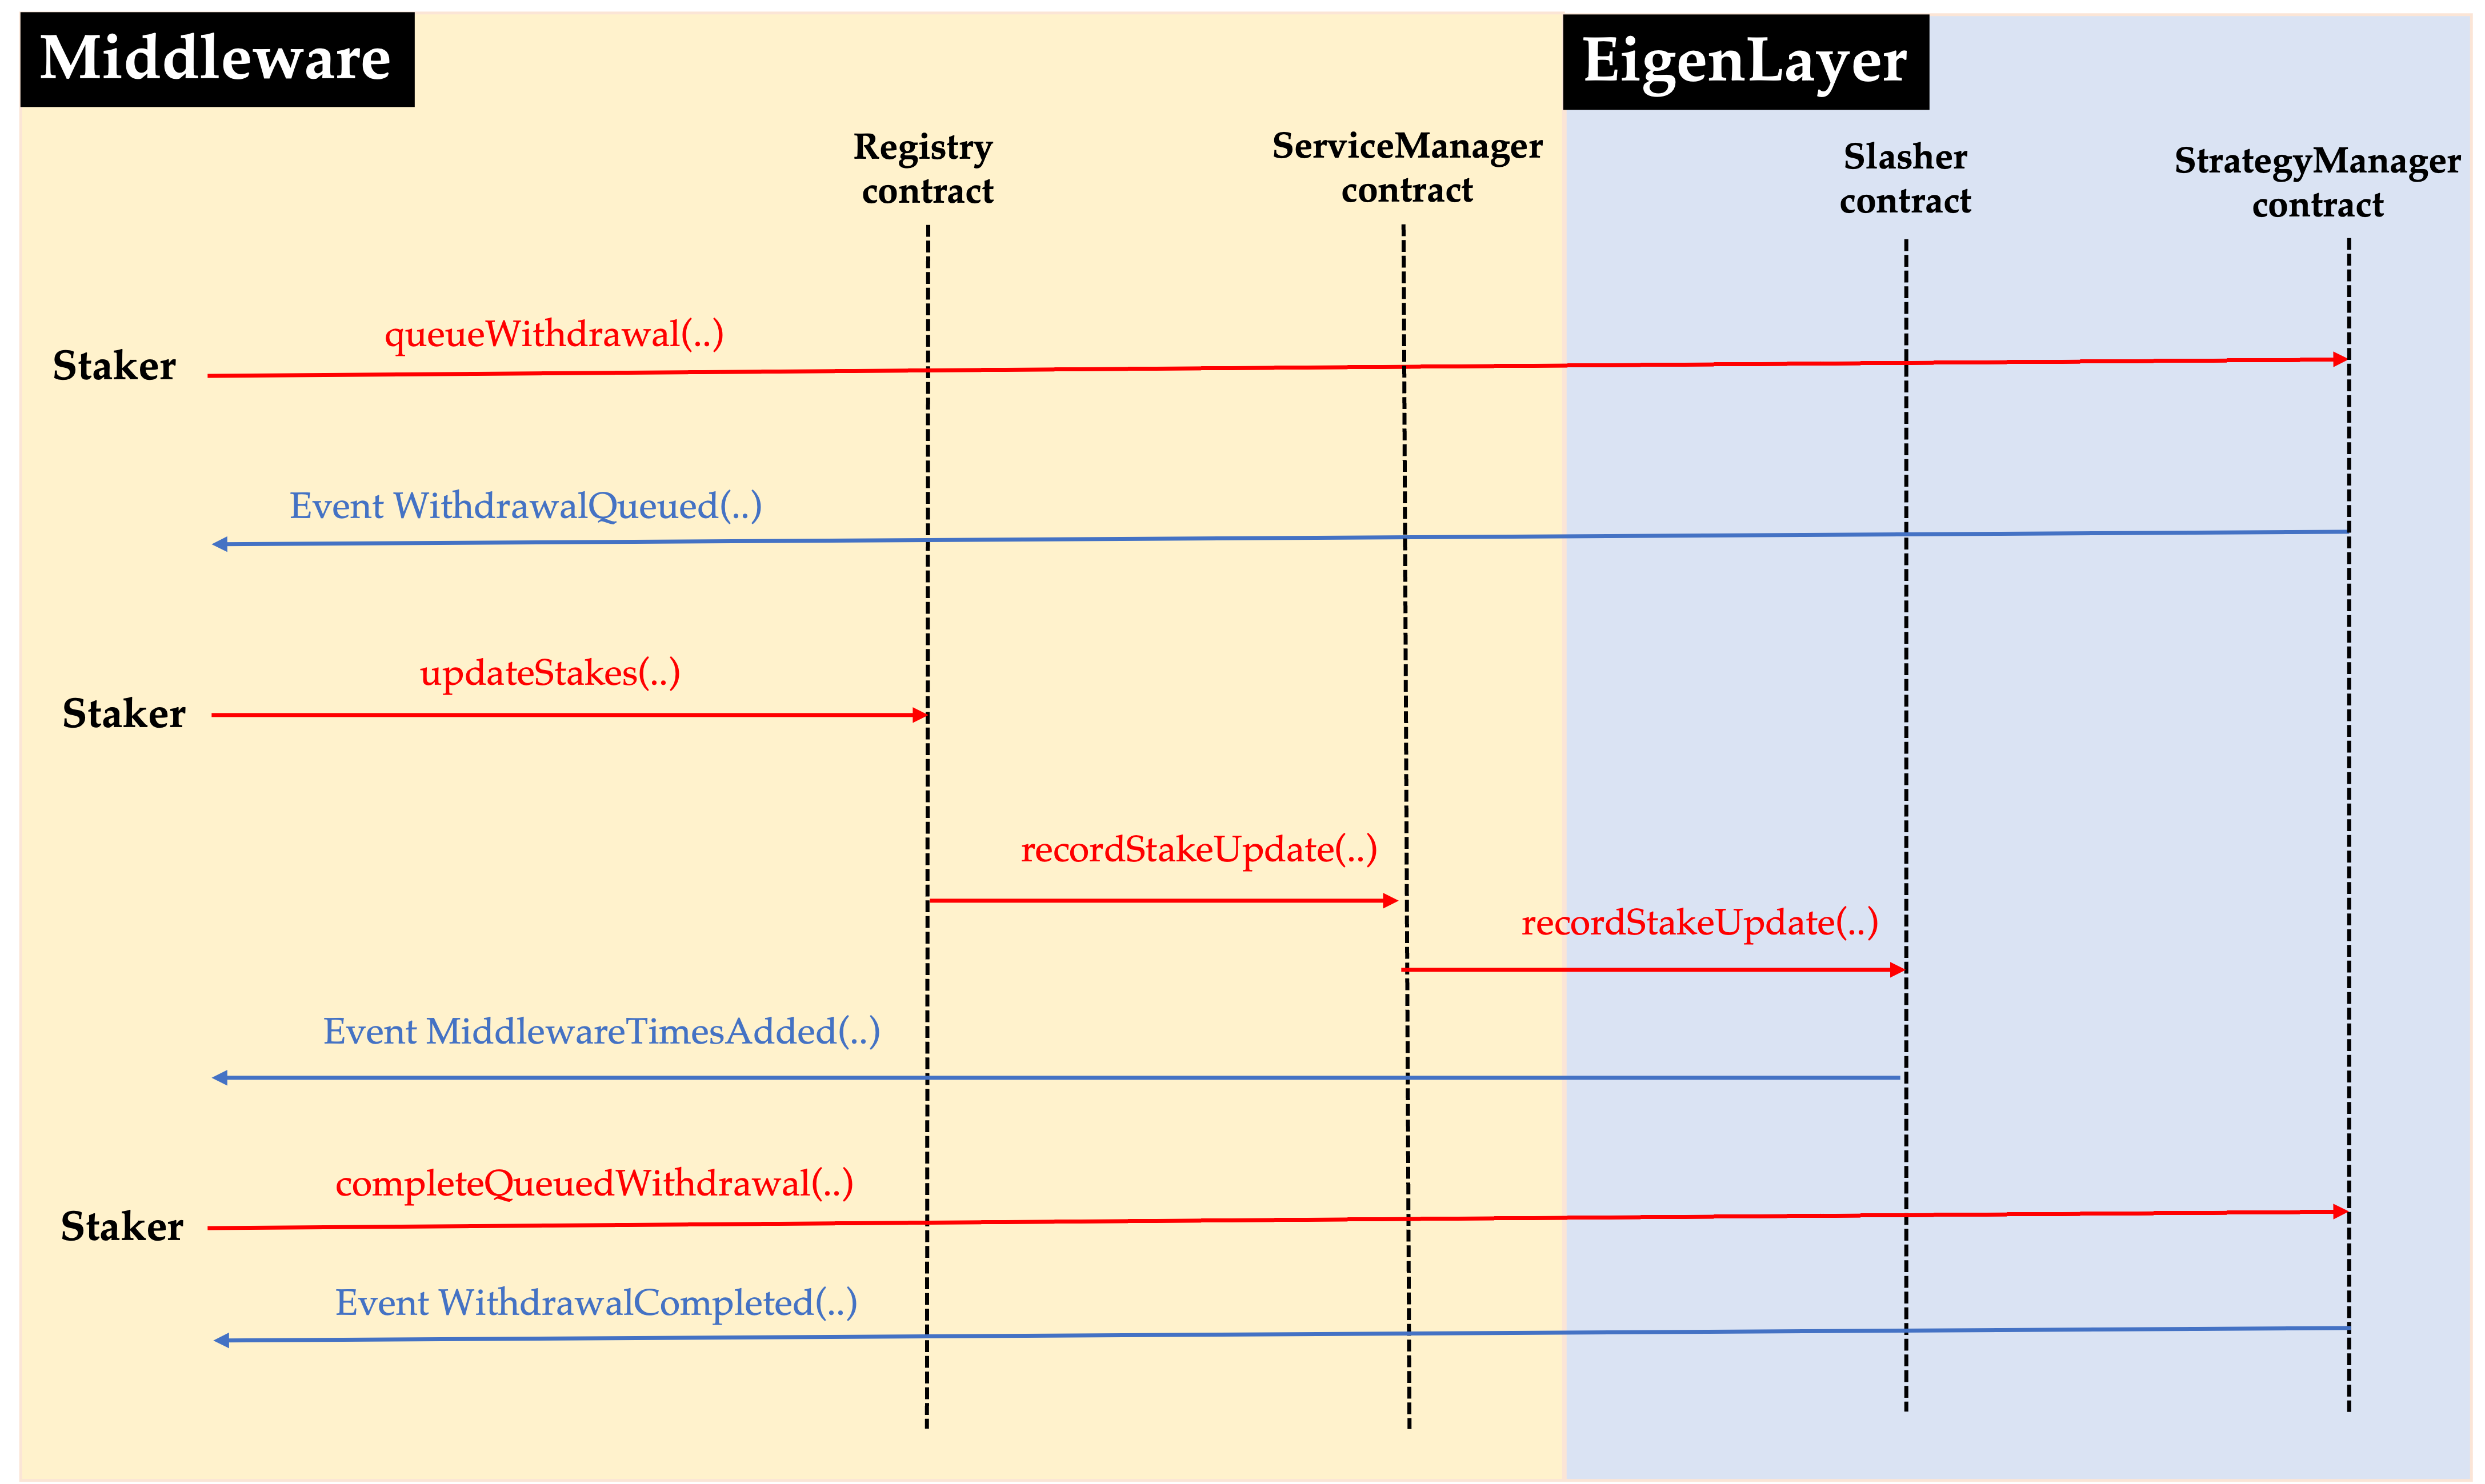 Middleware
EigenLayer
Registry
contract
ServiceManager
contract
Slasher
contract
StrategyManager
contract
queueWithdrawal(..)
Staker
Event WithdrawalQueued(..)
updateStakes(..)
Staker
recordStakeUpdate(..)
recordStakeUpdate(..)
Event MiddlewareTimesAdded(..)
completeQueuedWithdrawal(..)
Staker
Event WithdrawalCompleted(..)